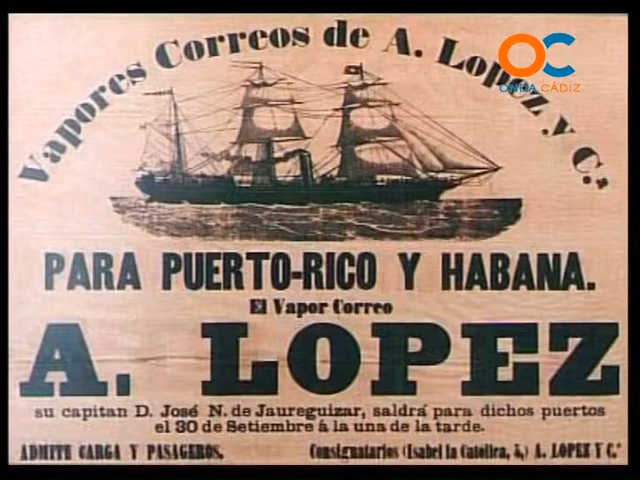 Vapores Correos de A. Lopez y C.ª
OC
ONDA CÁDIZ
PARA PUERTO-RICO Y HABANA.
El Vapor Correo
A. LOPEZ
su capitan D. José N. de Jaureguizar, saldrá para dichos puertos
el 30 de Setiembre á la una de la tarde.
ADMITE CARGA Y PASAGEROS. Consignatarios (Isabel la Catolica, 3,) A. LOPEZ Y C.ª